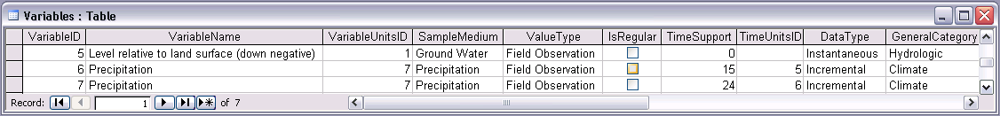 Variables : Table
VariableID VariableName VariableUnitsID SampleMedium ValueType IsRegular TimeSupport TimeUnitsID DataType GeneralCategory
5 Level relative to land surface (down negative) 1 Ground Water Field Observation 0 Instantaneous Hydrologic
6 Precipitation 7 Precipitation Field Observation 15 5 Incremental Climate
7 Precipitation 7 Precipitation Field Observation 24 6 Incremental Climate
Record: 1 of 7